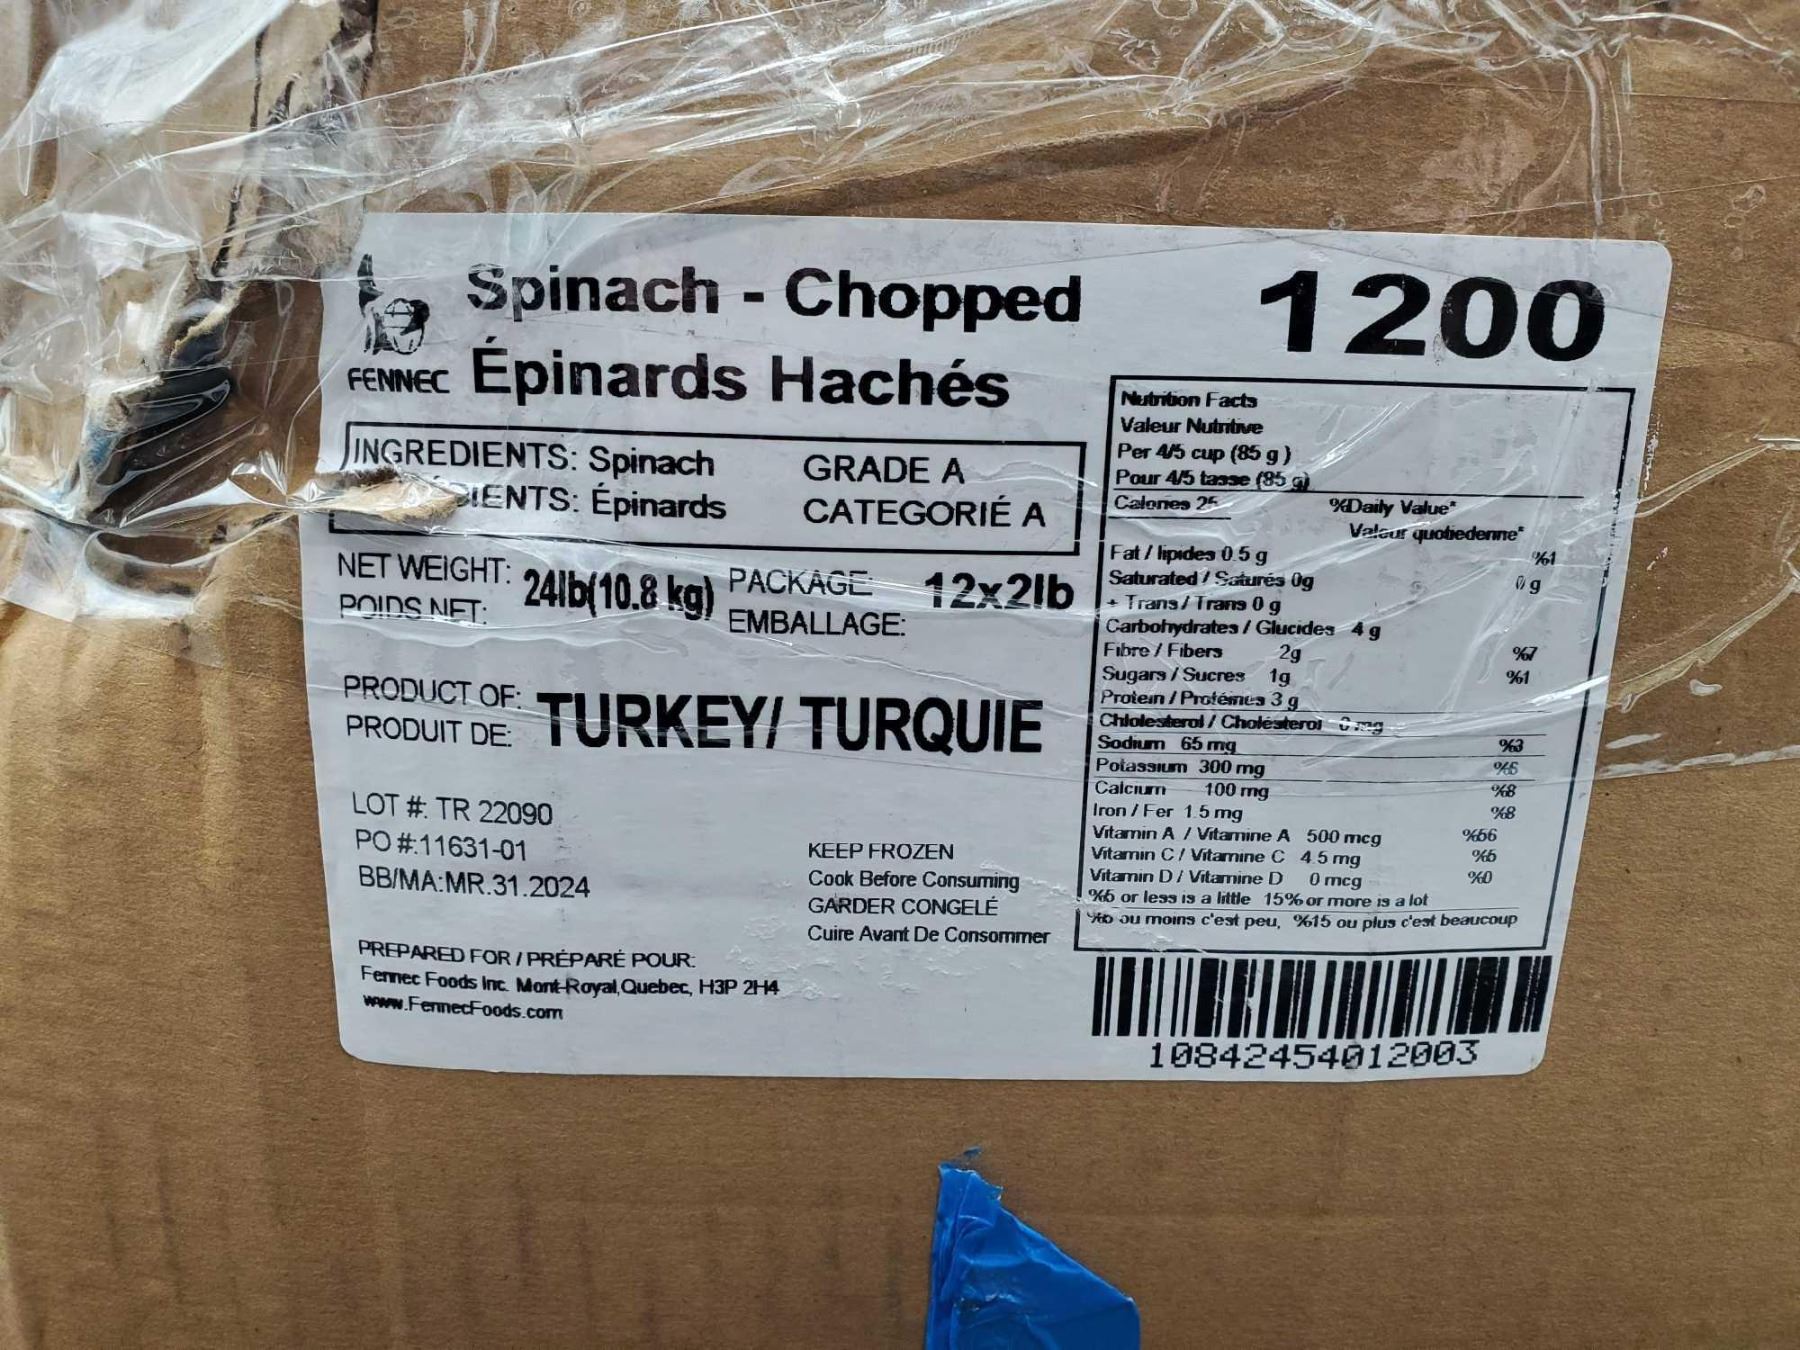 Spinach - Chopped
Épinards Hachés
FENNEC
1200
INGREDIENTS: Spinach GRADE A
DIENTS: Épinards CATEGORIÉ A
NET WEIGHT: 24lb(10.8 kg) PACKAGE: 12x2lb
POIDS NET: EMBALLAGE:
PRODUCT OF: TURKEY/ TURQUIE
PRODUIT DE:
LOT #: TR 22090
PO #:11631-01
BB/MA:MR.31.2024
KEEP FROZEN
Cook Before Consuming
GARDER CONGELÉ
Cuire Avant De Consommer
PREPARED FOR / PRÉPARÉ POUR:
Fennec Foods Inc. Mont-Royal,Quebec, H3P 2H4
www.FennecFoods.com
Nutrition Facts
Valeur Nutritive
Per 4/5 cup (85 g )
Pour 4/5 tasse (85 g)
Calories 25 %Daily Value*
Valeur quotiedenne*
Fat / lipides 0.5 g %1
Saturated / Saturés 0g 0 g
+ Trans / Trans 0 g
Carbohydrates / Glucides 4 g
Fibre / Fibers 2g %7
Sugars / Sucres 1g %1
Protein / Protéines 3 g
Chlolesterol / Cholésterol 0 mg
Sodium 65 mg %3
Potassium 300 mg %6
Calcium 100 mg %8
Iron / Fer 1.5 mg %8
Vitamin A / Vitamine A 500 mcg %56
Vitamin C / Vitamine C 4.5 mg %5
Vitamin D / Vitamine D 0 mcg %0
%5 or less is a little 15% or more is a lot
%5 ou moins c'est peu, %15 ou plus c'est beaucoup
10842454012003